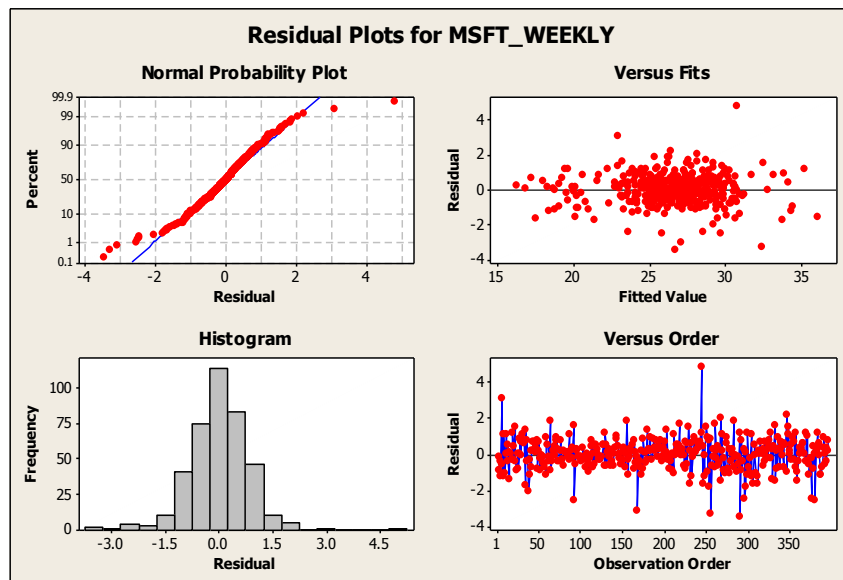 Residual Plots for MSFT_WEEKLY
Normal Probability Plot
Percent
99.9
99
90
50
10
1
0.1
-4 -2 0 2 4
Residual
Versus Fits
Residual
4
2
0
-2
-4
15 20 25 30 35
Fitted Value
Histogram
Frequency
100
75
50
25
0
-3.0 -1.5 0.0 1.5 3.0 4.5
Residual
Versus Order
Residual
4
2
0
-2
-4
1 50 100 150 200 250 300 350
Observation Order